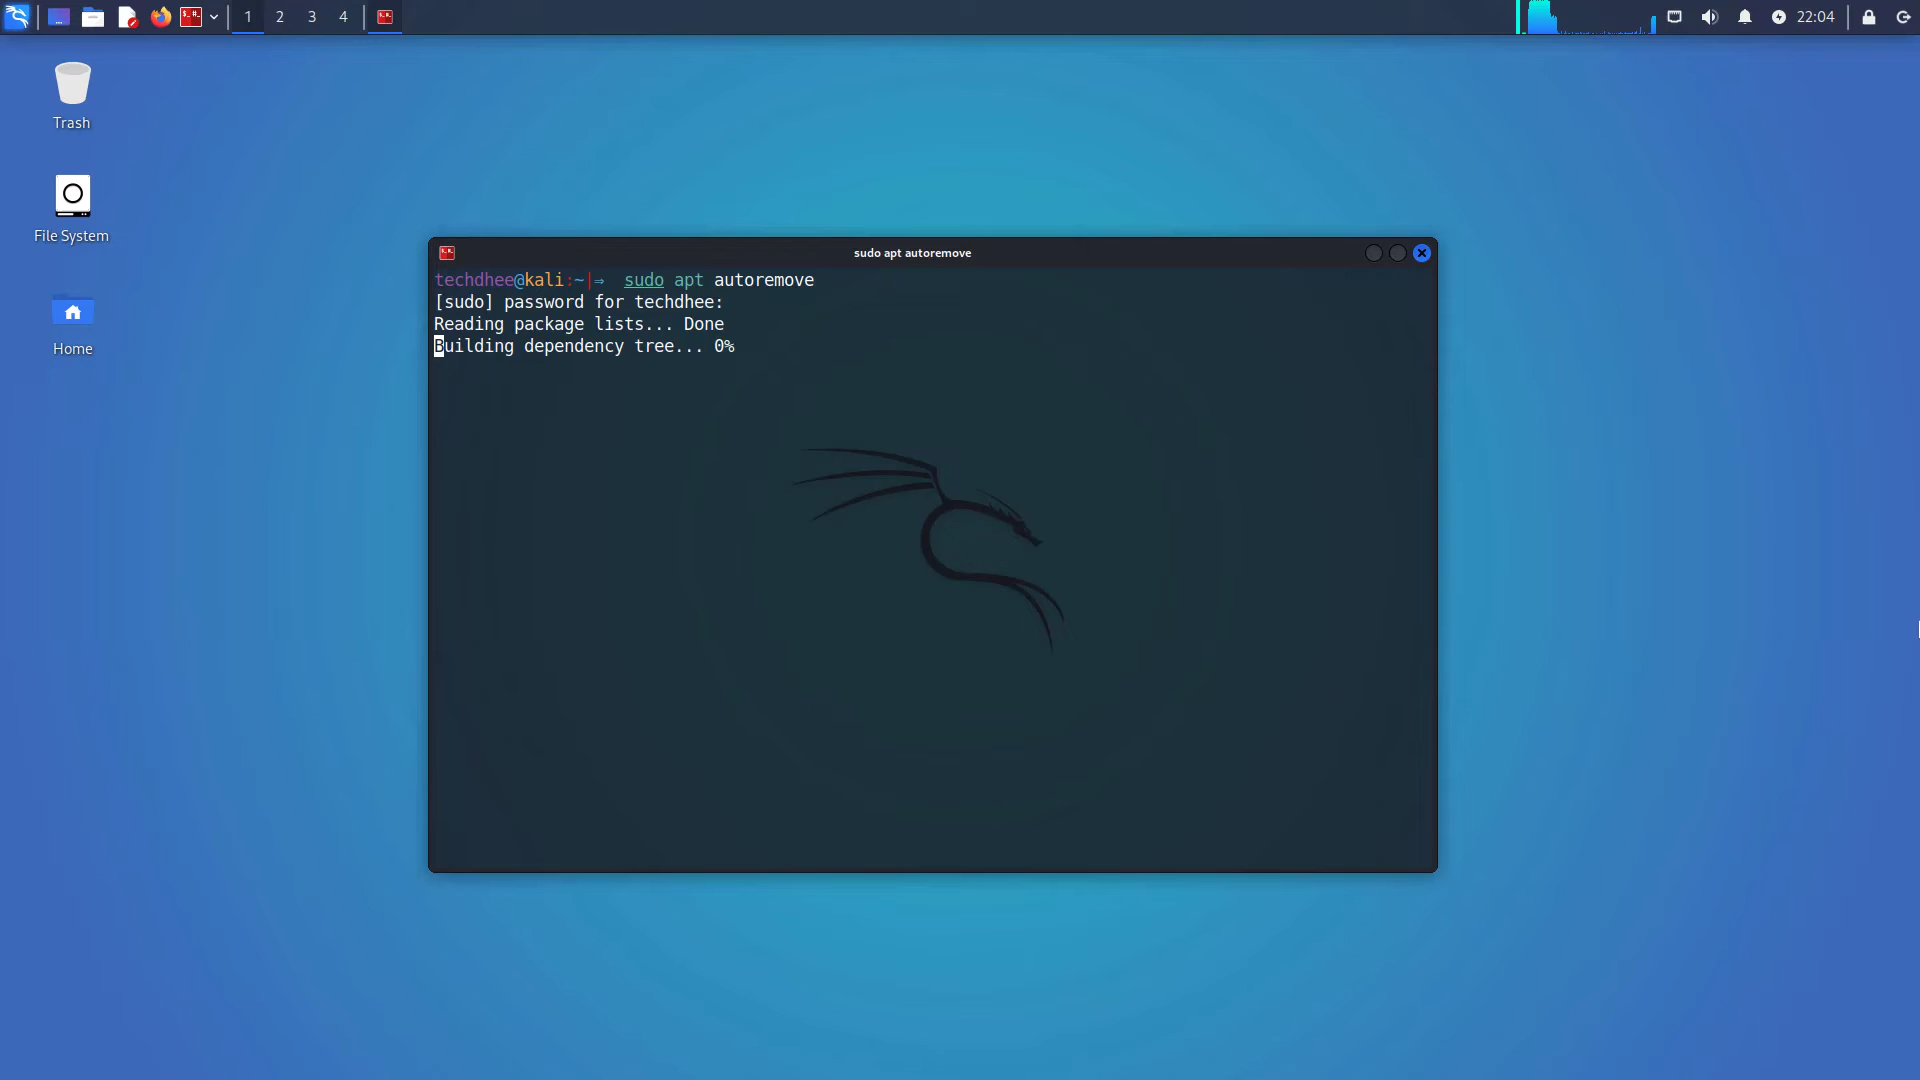 1 2 3 4
22:04
Trash
File System
Home
sudo apt autoremove
techdhee@kali:~|⇒  sudo apt autoremove
[sudo] password for techdhee:
Reading package lists... Done
Building dependency tree... 0%